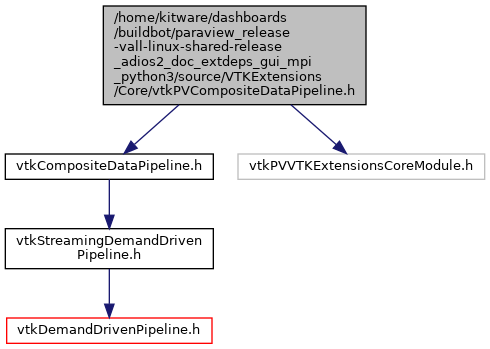 /home/kitware/dashboards
/buildbot/paraview_release
-vall-linux-shared-release
_adios2_doc_extdeps_gui_mpi
_python3/source/VTKExtensions
/Core/vtkPVCompositeDataPipeline.h
vtkCompositeDataPipeline.h
vtkPVVTKExtensionsCoreModule.h
vtkStreamingDemandDriven
Pipeline.h
vtkDemandDrivenPipeline.h